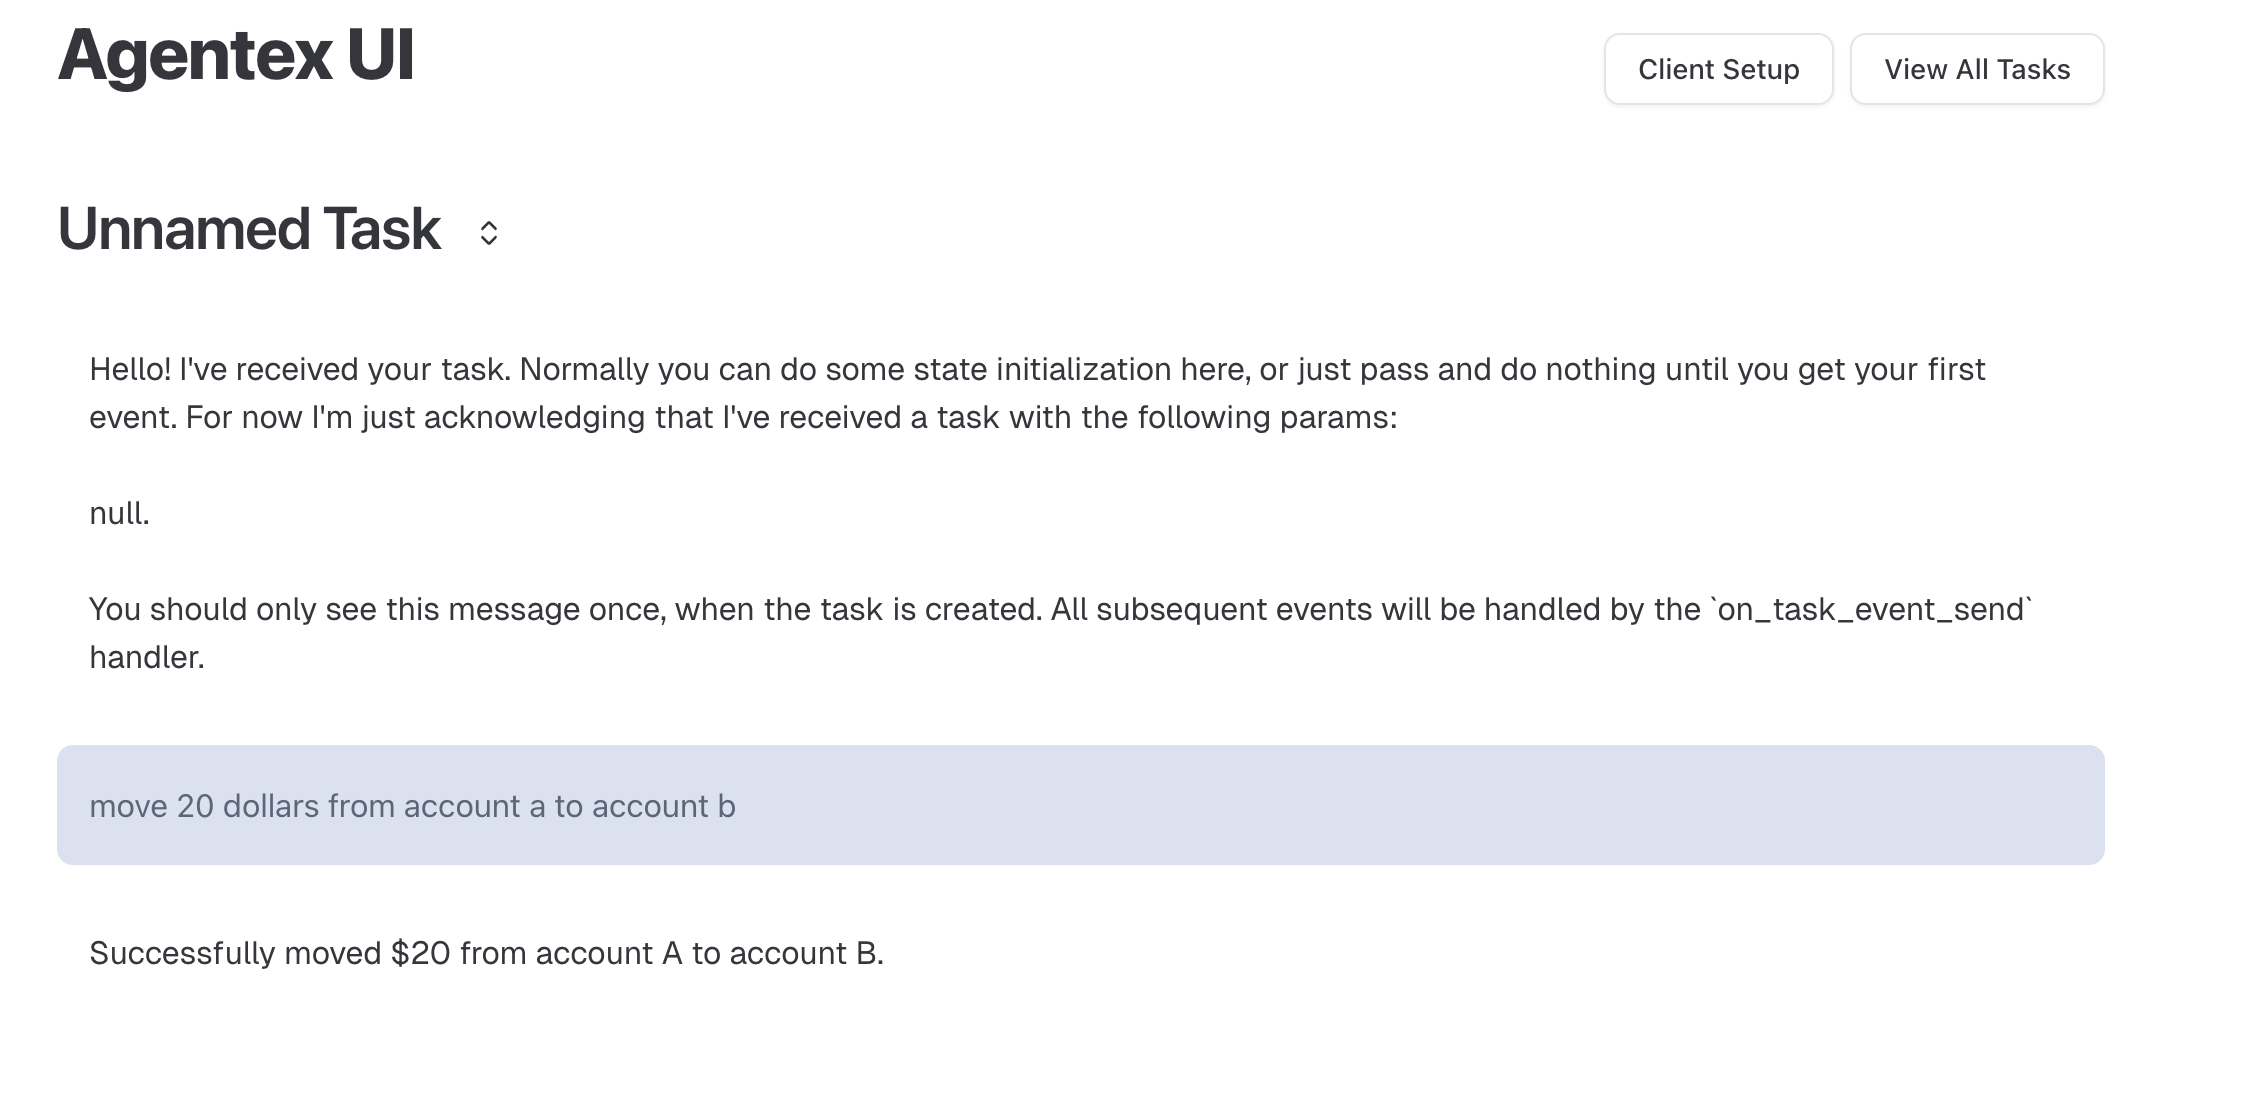 Agentex UI
Client Setup
View All Tasks
Unnamed Task
Hello! I've received your task. Normally you can do some state initialization here, or just pass and do nothing until you get your first
event. For now I'm just acknowledging that I've received a task with the following params:
null.
You should only see this message once, when the task is created. All subsequent events will be handled by the `on_task_event_send`
handler.
move 20 dollars from account a to account b
Successfully moved $20 from account A to account B.